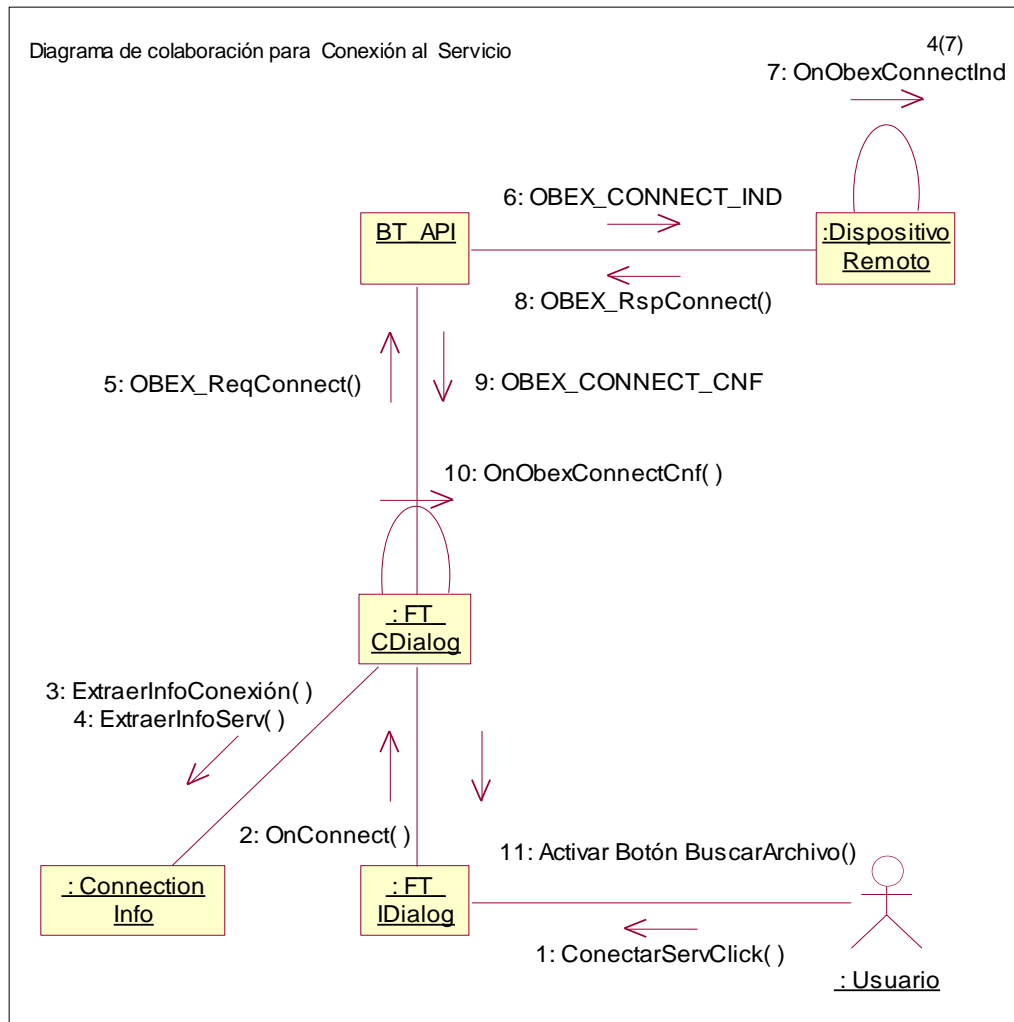 Diagrama de colaboración para Conexión al Servicio
4(7)
7: OnObexConnectInd
6: OBEX_CONNECT_IND
BT_API
:Dispositivo
Remoto
8: OBEX_RspConnect()
5: OBEX_ReqConnect()
9: OBEX_CONNECT_CNF
10: OnObexConnectCnf( )
: FT_
CDialog
3: ExtraerInfoConexión( )
4: ExtraerInfoServ( )
2: OnConnect( )
11: Activar Botón BuscarArchivo()
: Connection
Info
: FT_
IDialog
1: ConectarServClick( )
: Usuario